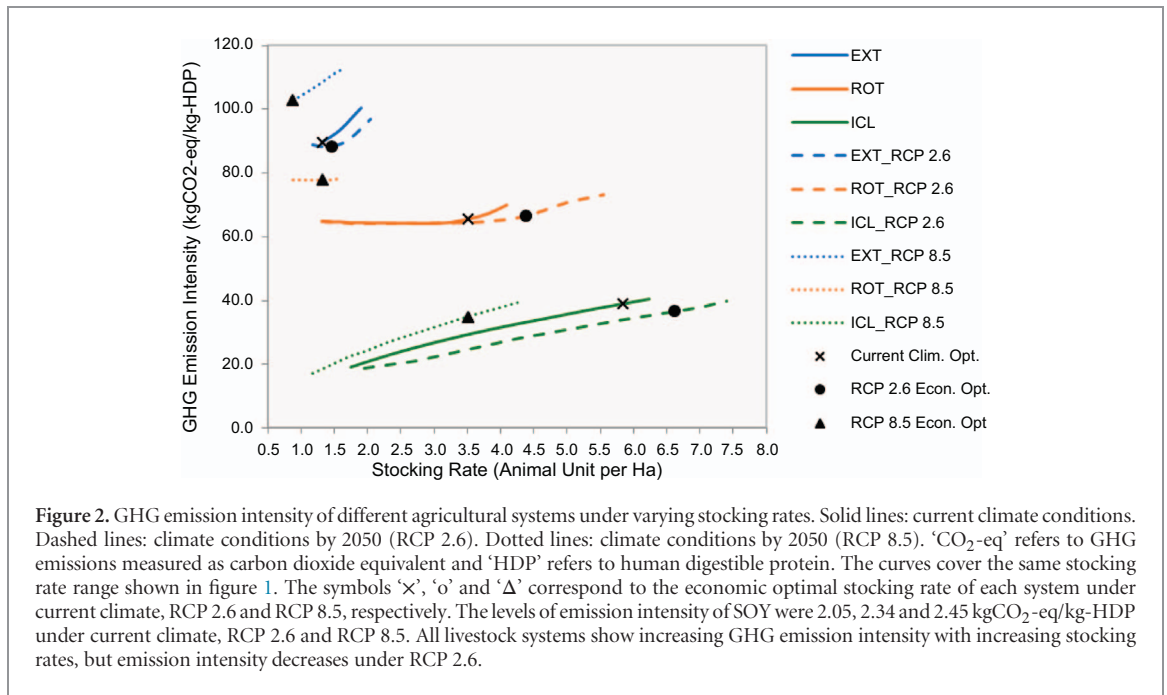 120.0
100.0
80.0
60.0
40.0
20.0
0.0
GHG Emission Intensity (kgCO2-eq/kg-HDP)
0.5 1.0 1.5 2.0 2.5 3.0 3.5 4.0 4.5 5.0 5.5 6.0 6.5 7.0 7.5 8.0
Stocking Rate (Animal Unit per Ha)
EXT
ROT
ICL
EXT_RCP 2.6
ROT_RCP 2.6
ICL_RCP 2.6
EXT_RCP 8.5
ROT_RCP 8.5
ICL_RCP 8.5
Current Clim. Opt.
RCP 2.6 Econ. Opt.
RCP 8.5 Econ. Opt
Figure 2. GHG emission intensity of different agricultural systems under varying stocking rates. Solid lines: current climate conditions.
Dashed lines: climate conditions by 2050 (RCP 2.6). Dotted lines: climate conditions by 2050 (RCP 8.5). ‘CO₂-eq’ refers to GHG
emissions measured as carbon dioxide equivalent and ‘HDP’ refers to human digestible protein. The curves cover the same stocking
rate range shown in figure 1. The symbols ‘×’, ‘o’ and ‘Δ’ correspond to the economic optimal stocking rate of each system under
current climate, RCP 2.6 and RCP 8.5, respectively. The levels of emission intensity of SOY were 2.05, 2.34 and 2.45 kgCO₂-eq/kg-HDP
under current climate, RCP 2.6 and RCP 8.5. All livestock systems show increasing GHG emission intensity with increasing stocking
rates, but emission intensity decreases under RCP 2.6.